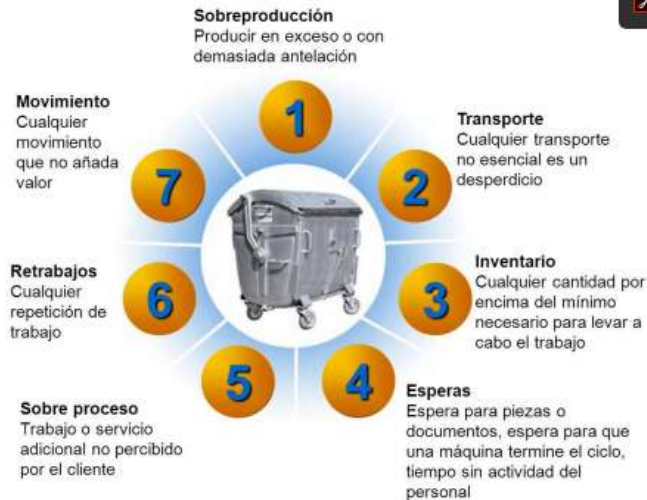 Sobreproducción
Producir en exceso o con
demasiada antelación
1
Transporte
Cualquier transporte
no esencial es un
desperdicio
2
Inventario
Cualquier cantidad por
encima del mínimo
necesario para levar a
cabo el trabajo
3
Esperas
Espera para piezas o
documentos, espera para que
una máquina termine el ciclo,
tiempo sin actividad del
personal
4
Sobre proceso
Trabajo o servicio
adicional no percibido
por el cliente
5
Retrabajos
Cualquier
repetición de
trabajo
6
Movimiento
Cualquier
movimiento
que no añada
valor
7